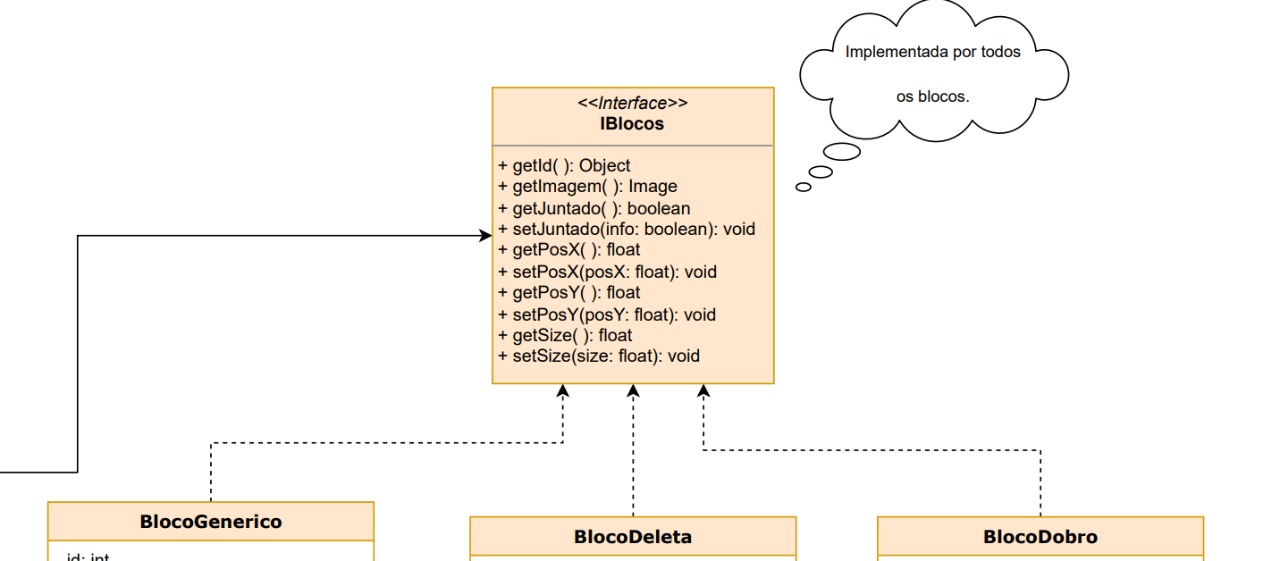 Implementada por todos
os blocos.
<<Interface>>
IBlocos
+ getId( ): Object
+ getImagem( ): Image
+ getJuntado( ): boolean
+ setJuntado(info: boolean): void
+ getPosX( ): float
+ setPosX(posX: float): void
+ getPosY( ): float
+ setPosY(posY: float): void
+ getSize( ): float
+ setSize(size: float): void
BlocoGenerico
id: int
BlocoDeleta
BlocoDobro